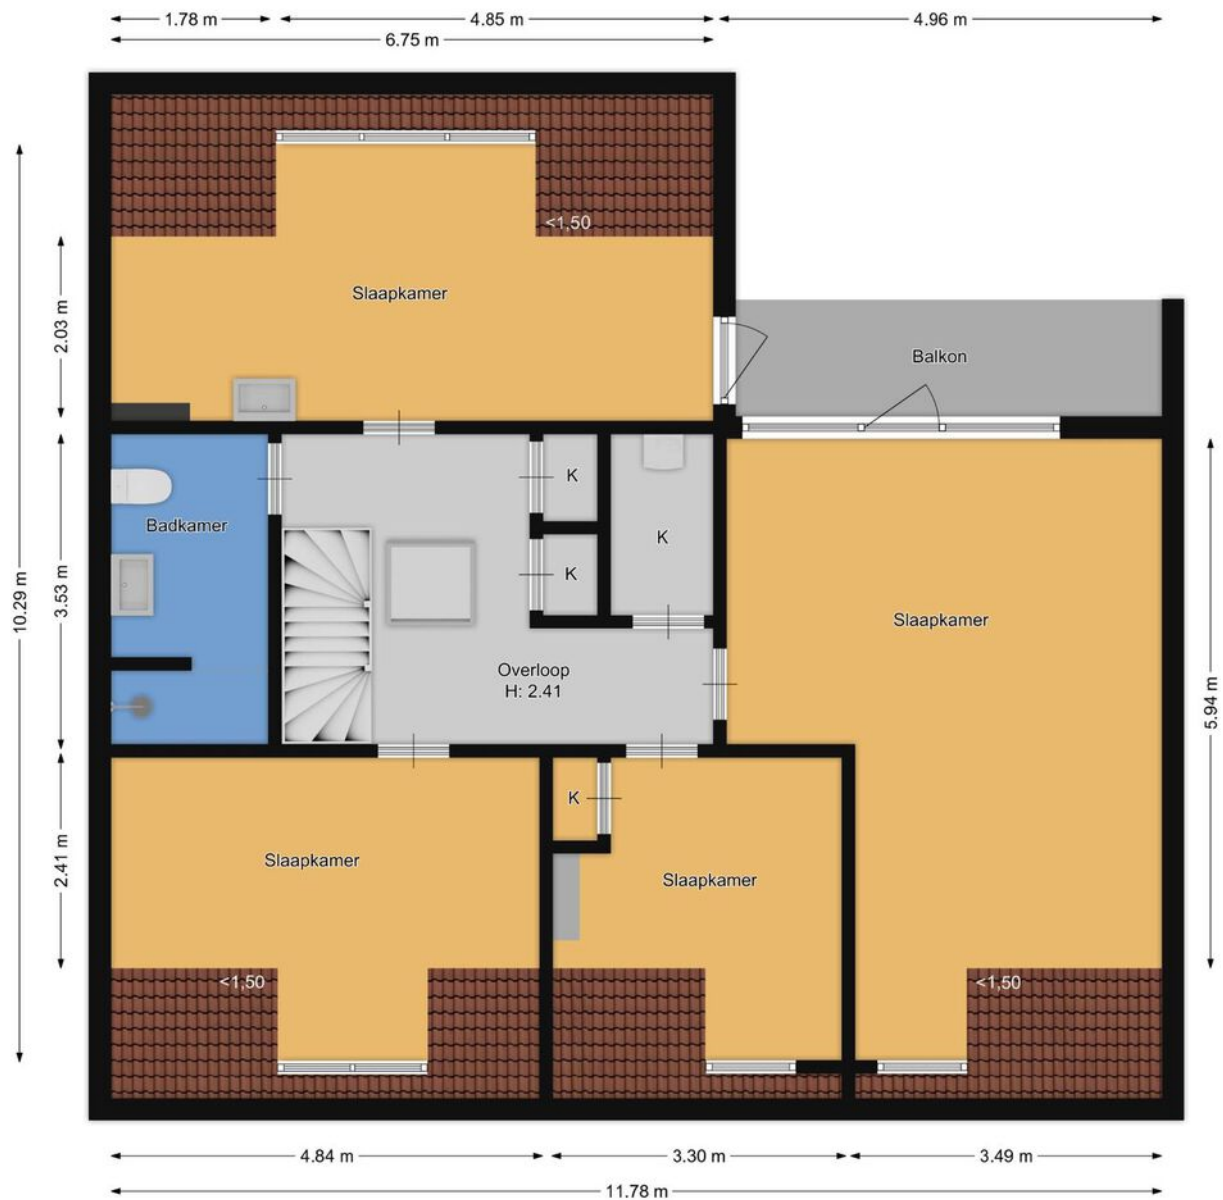 1.78 m
4.85 m
4.96 m
6.75 m
<1,50
Slaapkamer
2.03 m
Balkon
K
Badkamer
K
K
3.53 m
10.29 m
Slaapkamer
Overloop
H: 2.41
5.94 m
K
2.41 m
Slaapkamer
Slaapkamer
<1,50
<1,50
4.84 m
3.30 m
3.49 m
11.78 m